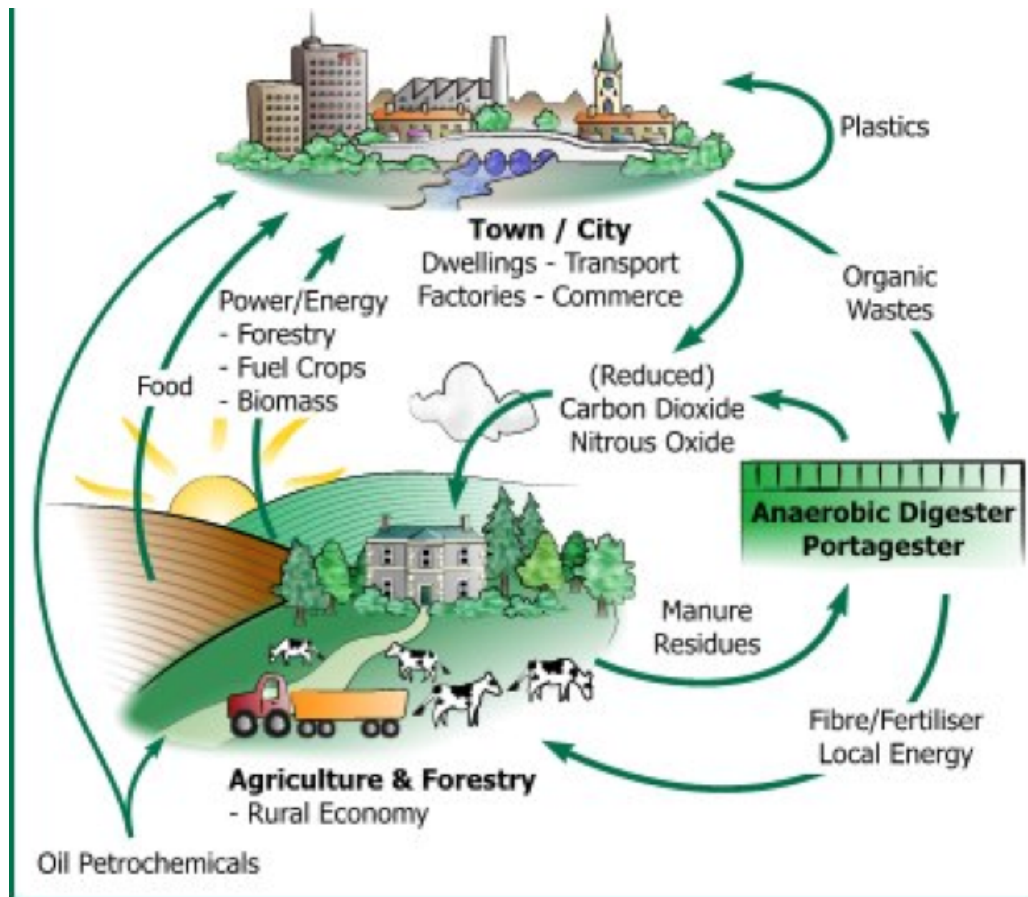 Plastics
Town / City
Dwellings - Transport
Factories - Commerce
Organic
Wastes
Power/Energy
- Forestry
- Fuel Crops
- Biomass
Food
(Reduced)
Carbon Dioxide
Nitrous Oxide
Anaerobic Digester
Portagester
Manure
Residues
Fibre/Fertiliser
Local Energy
Agriculture & Forestry
- Rural Economy
Oil Petrochemicals